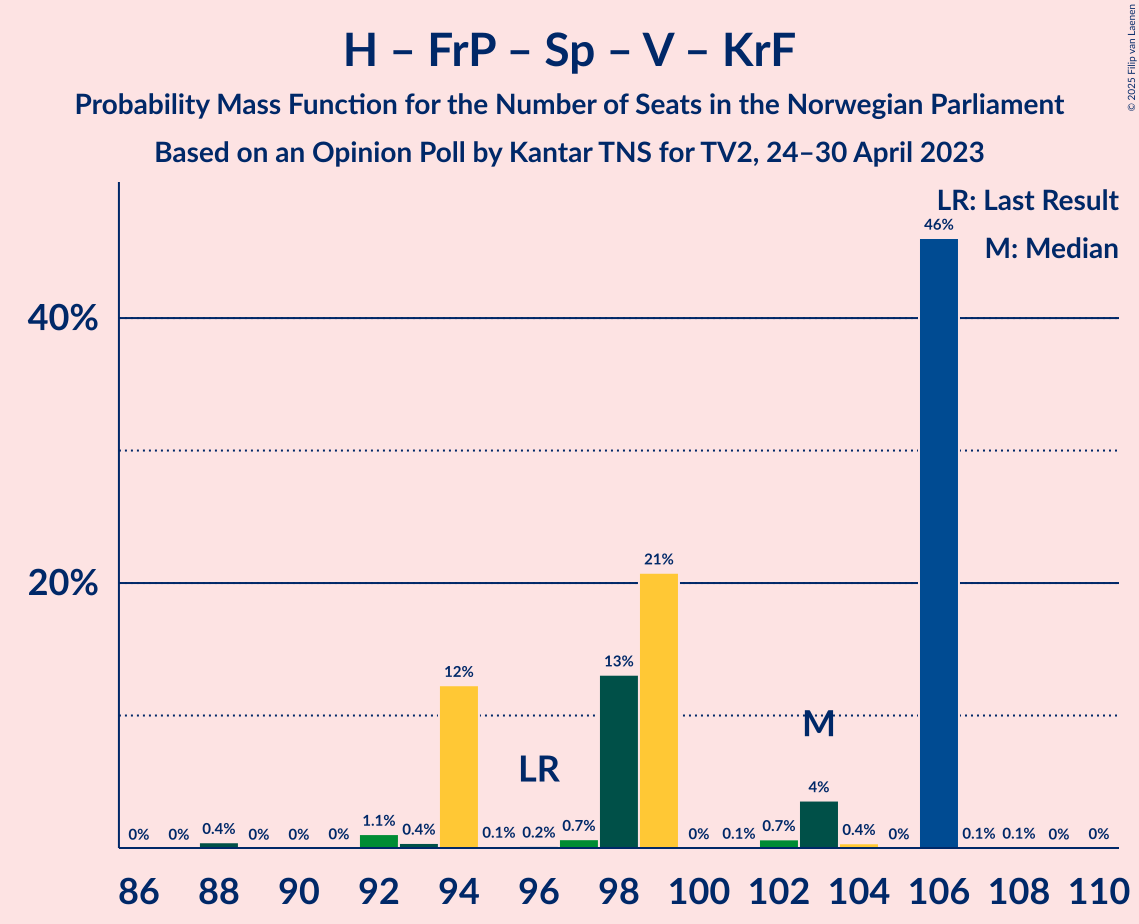 H – FrP – Sp – V – KrF
Probability Mass Function for the Number of Seats in the Norwegian Parliament
Based on an Opinion Poll by Kantar TNS for TV2, 24–30 April 2023
© 2025 Filip van Laenen
LR: Last Result
M: Median
40%
20%
0% 0% 0.4% 0% 0% 0% 1.1% 0.4% 12% 0.1% 0.2% 0.7% 13% 21% 0% 0.1% 0.7% 4% 0.4% 0% 46% 0.1% 0.1% 0% 0%
LR
M
86 88 90 92 94 96 98 100 102 104 106 108 110